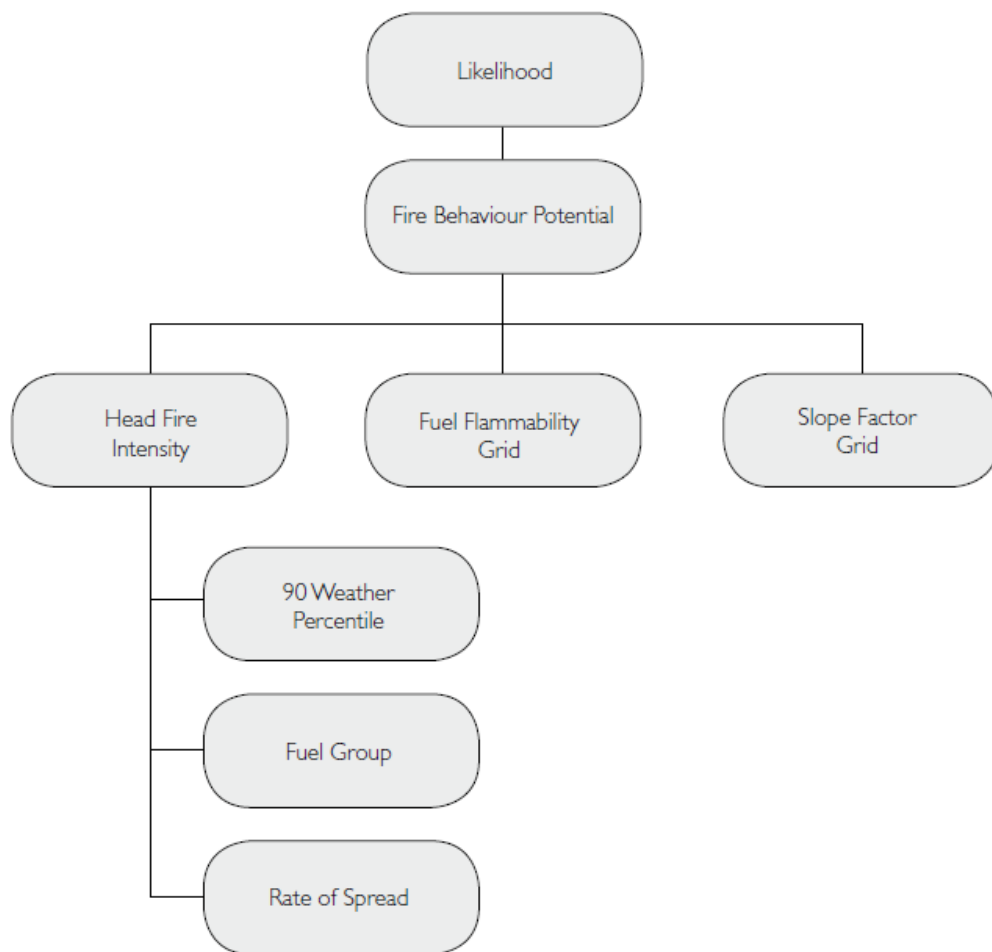 Likelihood
Fire Behaviour Potential
Head Fire
Intensity
Fuel Flammability
Grid
Slope Factor
Grid
90 Weather
Percentile
Fuel Group
Rate of Spread